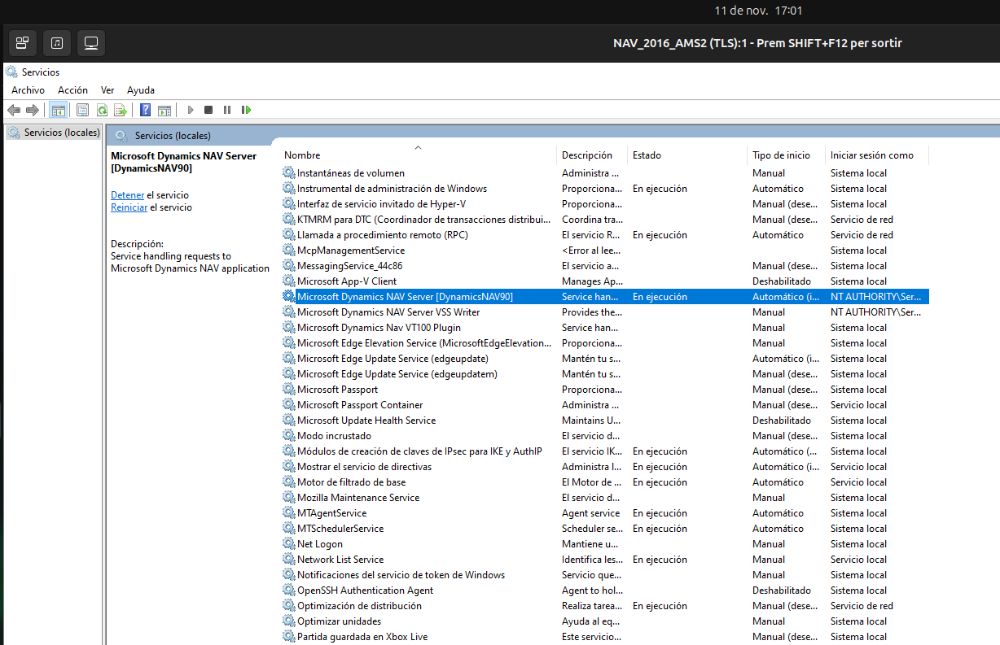 11 de nov.  17:01
NAV_2016_AMS2 (TLS):1 - Prem SHIFT+F12 per sortir
Servicios
Archivo Acción Ver Ayuda
Servicios (locales)
Servicios (locales)
Microsoft Dynamics NAV Server [DynamicsNAV90]
Detener el servicio
Reiniciar el servicio
Descripción:
Service handling requests to
Microsoft Dynamics NAV application
Nombre Descripción Estado Tipo de inicio Iniciar sesión como
Instantáneas de volumen Administra ... Manual Sistema local
Instrumental de administración de Windows Proporciona... En ejecución Automático Sistema local
Interfaz de servicio invitado de Hyper-V Proporciona... Manual (dese... Sistema local
KTMRM para DTC (Coordinador de transacciones distribui... Coordina tra... Manual (dese... Servicio de red
Llamada a procedimiento remoto (RPC) El servicio R... En ejecución Automático Servicio de red
McpManagementService <Error al lee... Sistema local
MessagingService_44c86 El servicio a... Manual (dese... Sistema local
Microsoft App-V Client Manages Ap... Deshabilitado Sistema local
Microsoft Dynamics NAV Server [DynamicsNAV90] Service han... En ejecución Automático (i... NT AUTHORITY\Ser...
Microsoft Dynamics NAV Server VSS Writer Provides the... Manual NT AUTHORITY\Ser...
Microsoft Dynamics Nav VT100 Plugin Service han... Manual Sistema local
Microsoft Edge Elevation Service (MicrosoftEdgeElevation... Proporciona... Manual Sistema local
Microsoft Edge Update Service (edgeupdate) Mantén tu s... Automático (i... Sistema local
Microsoft Edge Update Service (edgeupdatem) Mantén tu s... Manual (dese... Sistema local
Microsoft Passport Proporciona... Manual (dese... Sistema local
Microsoft Passport Container Administra ... Manual (dese... Servicio local
Microsoft Update Health Service Maintains U... Deshabilitado Sistema local
Modo incrustado El servicio d... Manual (dese... Sistema local
Módulos de creación de claves de IPsec para IKE y AuthIP El servicio IK... En ejecución Automático (... Sistema local
Mostrar el servicio de directivas Administra l... En ejecución Automático (i... Servicio local
Motor de filtrado de base El Motor de ... En ejecución Automático Servicio local
Mozilla Maintenance Service El servicio d... Manual Sistema local
MTAgentService Agent service En ejecución Automático Sistema local
MTSchedulerService Scheduler se... En ejecución Automático Sistema local
Net Logon Mantiene u... Manual Sistema local
Network List Service Identifica les... En ejecución Manual Servicio local
Notificaciones del servicio de token de Windows Servicio que... Manual Sistema local
OpenSSH Authentication Agent Agent to hol... Deshabilitado Sistema local
Optimización de distribución Realiza tarea... En ejecución Manual (dese... Servicio de red
Optimizar unidades Ayuda al eq... Manual Sistema local
Partida guardada en Xbox Live Este servicio... Manual (dese... Sistema local